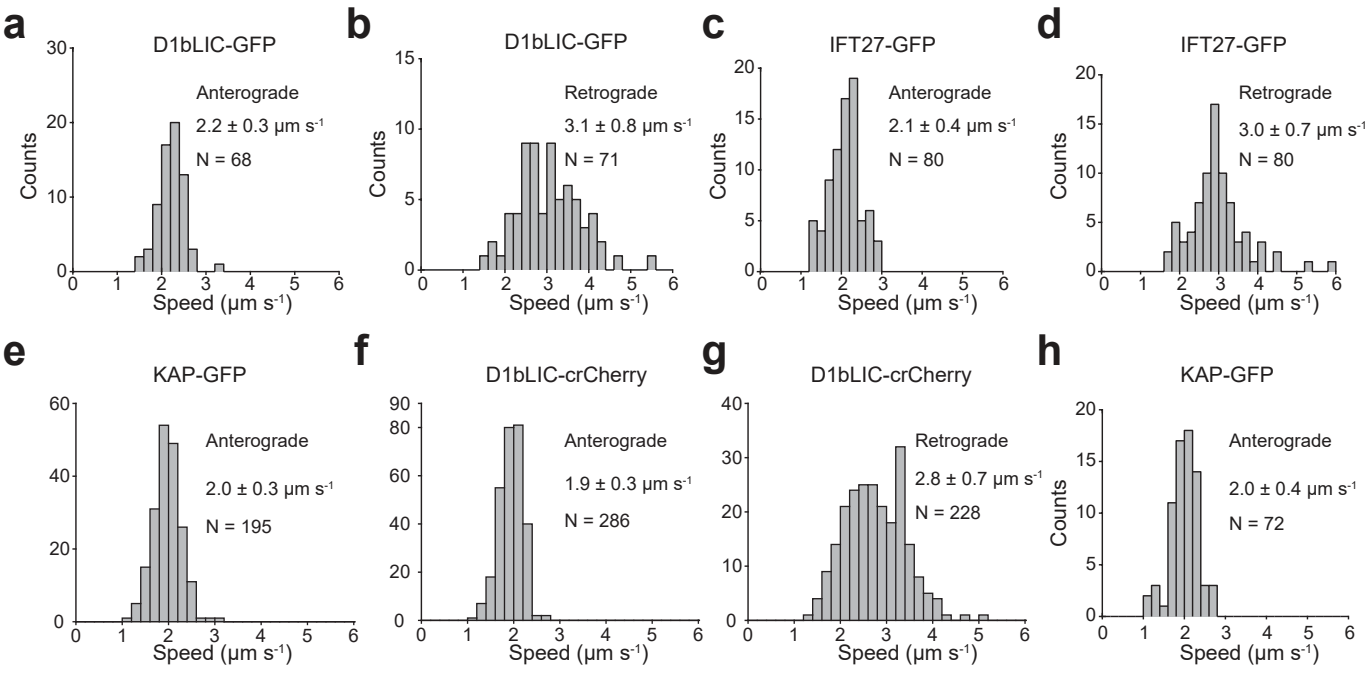 a
D1bLIC-GFP
Anterograde
2.2 ± 0.3 µm s-1
N = 68
Counts
30
20
10
0
0 1 2 3 4 5 6
Speed (µm s-1)
b
D1bLIC-GFP
Retrograde
3.1 ± 0.8 µm s-1
N = 71
Counts
15
10
5
0
0 1 2 3 4 5 6
Speed (µm s-1)
c
IFT27-GFP
Anterograde
2.1 ± 0.4 µm s-1
N = 80
Counts
20
15
10
5
0
0 1 2 3 4 5 6
Speed (µm s-1)
d
IFT27-GFP
Retrograde
3.0 ± 0.7 µm s-1
N = 80
Counts
20
15
10
5
0
0 1 2 3 4 5 6
Speed (µm s-1)
e
KAP-GFP
Anterograde
2.0 ± 0.3 µm s-1
N = 195
60
40
20
0
0 1 2 3 4 5 6
Speed (µm s-1)
f
D1bLIC-crCherry
Anterograde
1.9 ± 0.3 µm s-1
N = 286
90
80
60
40
20
0
0 1 2 3 4 5 6
Speed (µm s-1)
g
D1bLIC-crCherry
Retrograde
2.8 ± 0.7 µm s-1
N = 228
40
30
20
10
0
0 1 2 3 4 5 6
Speed (µm s-1)
h
KAP-GFP
Anterograde
2.0 ± 0.4 µm s-1
N = 72
Counts
20
15
10
5
0
0 1 2 3 4 5 6
Speed (µm s-1)